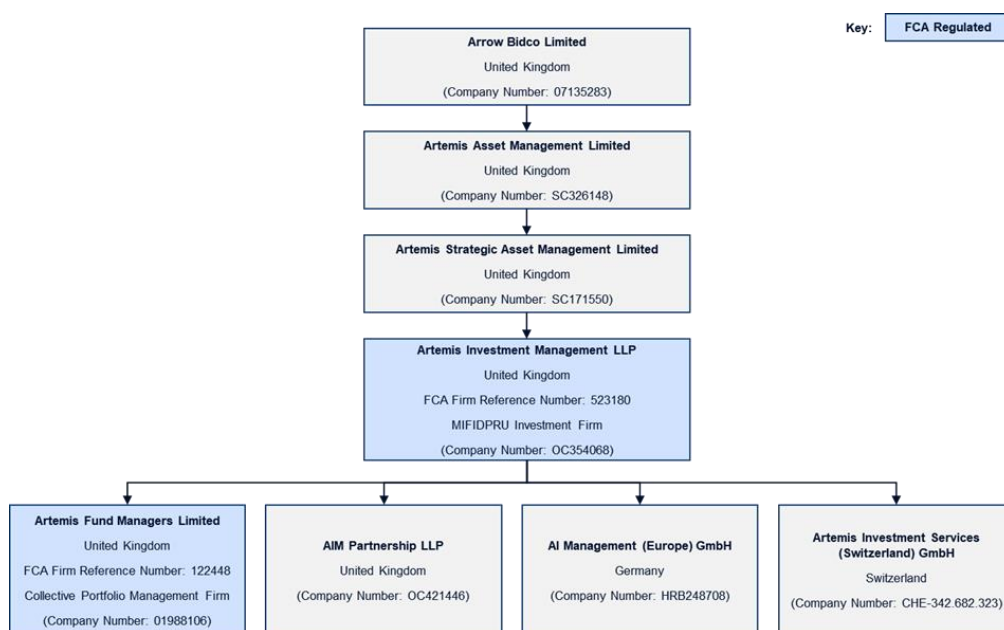 Key: FCA Regulated
Arrow Bidco Limited
United Kingdom
(Company Number: 07135283)
Artemis Asset Management Limited
United Kingdom
(Company Number: SC326148)
Artemis Strategic Asset Management Limited
United Kingdom
(Company Number: SC171550)
Artemis Investment Management LLP
United Kingdom
FCA Firm Reference Number: 523180
MIFIDPRU Investment Firm
(Company Number: OC354068)
Artemis Fund Managers Limited
United Kingdom
FCA Firm Reference Number: 122448
Collective Portfolio Management Firm
(Company Number: 01988106)
AIM Partnership LLP
United Kingdom
(Company Number: OC421446)
AI Management (Europe) GmbH
Germany
(Company Number: HRB248708)
Artemis Investment Services
(Switzerland) GmbH
Switzerland
(Company Number: CHE-342.682.323)